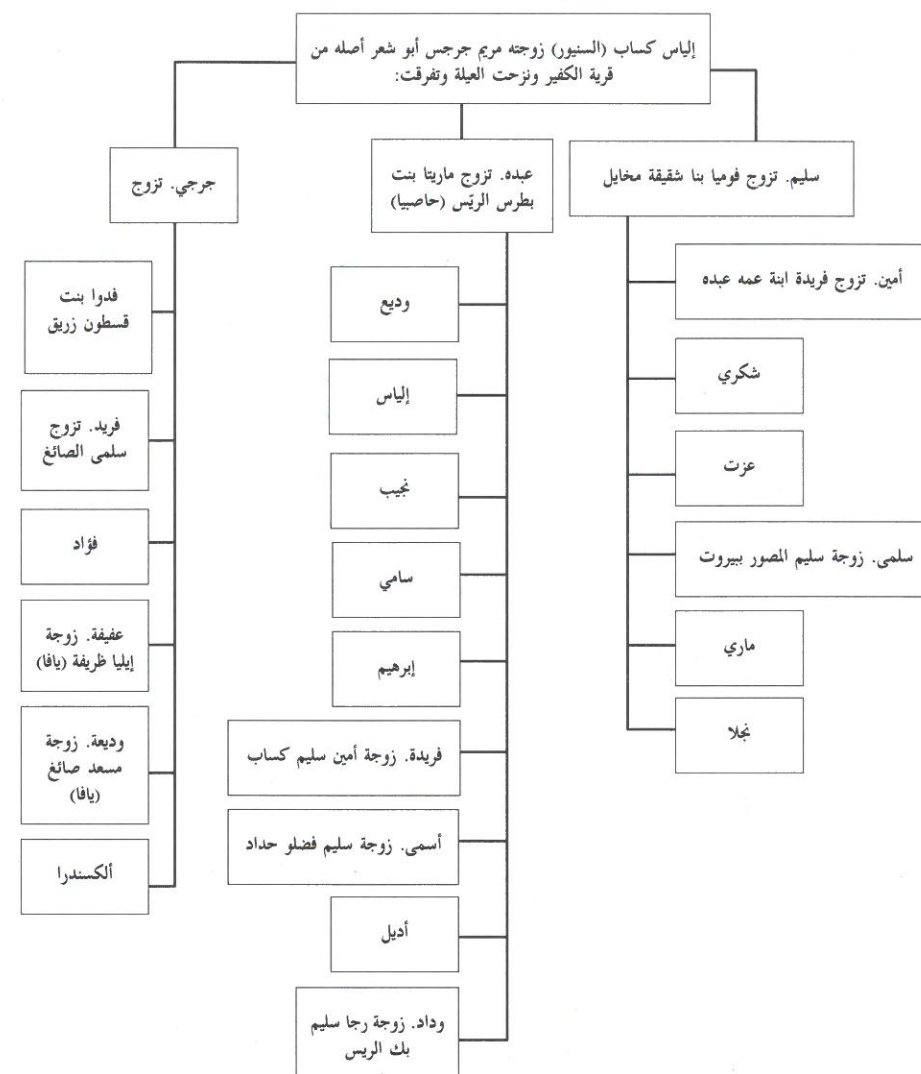 إلياس كساب (السنيور) زوجته مريم جرجس أبو شعر أصله من
قرية الكفير ونزحت العيلة وتفرقت:
سليم. تزوج فوميا بنا شقيقة مخايل
أمين. تزوج فريدة ابنة عمه عبده
شكري
عزت
سلمى. زوجة سليم المصور ببيروت
ماري
نجلا
عبده. تزوج ماريتا بنت
بطرس الريّس (حاصبيا)
وديع
إلياس
نجيب
سامي
إبرهيم
فريدة. زوجة أمين سليم كساب
أسمى. زوجة سليم فضلو حداد
أديل
وداد. زوجة رجا سليم
بك الريس
جرجي. تزوج
فدوا بنت
قسطون زريق
فريد. تزوج
سلمى الصائغ
فؤاد
عفيفة. زوجة
إيليا ظريفة (يافا)
وديعة. زوجة
مسعد صائغ
(يافا)
ألكسندرا